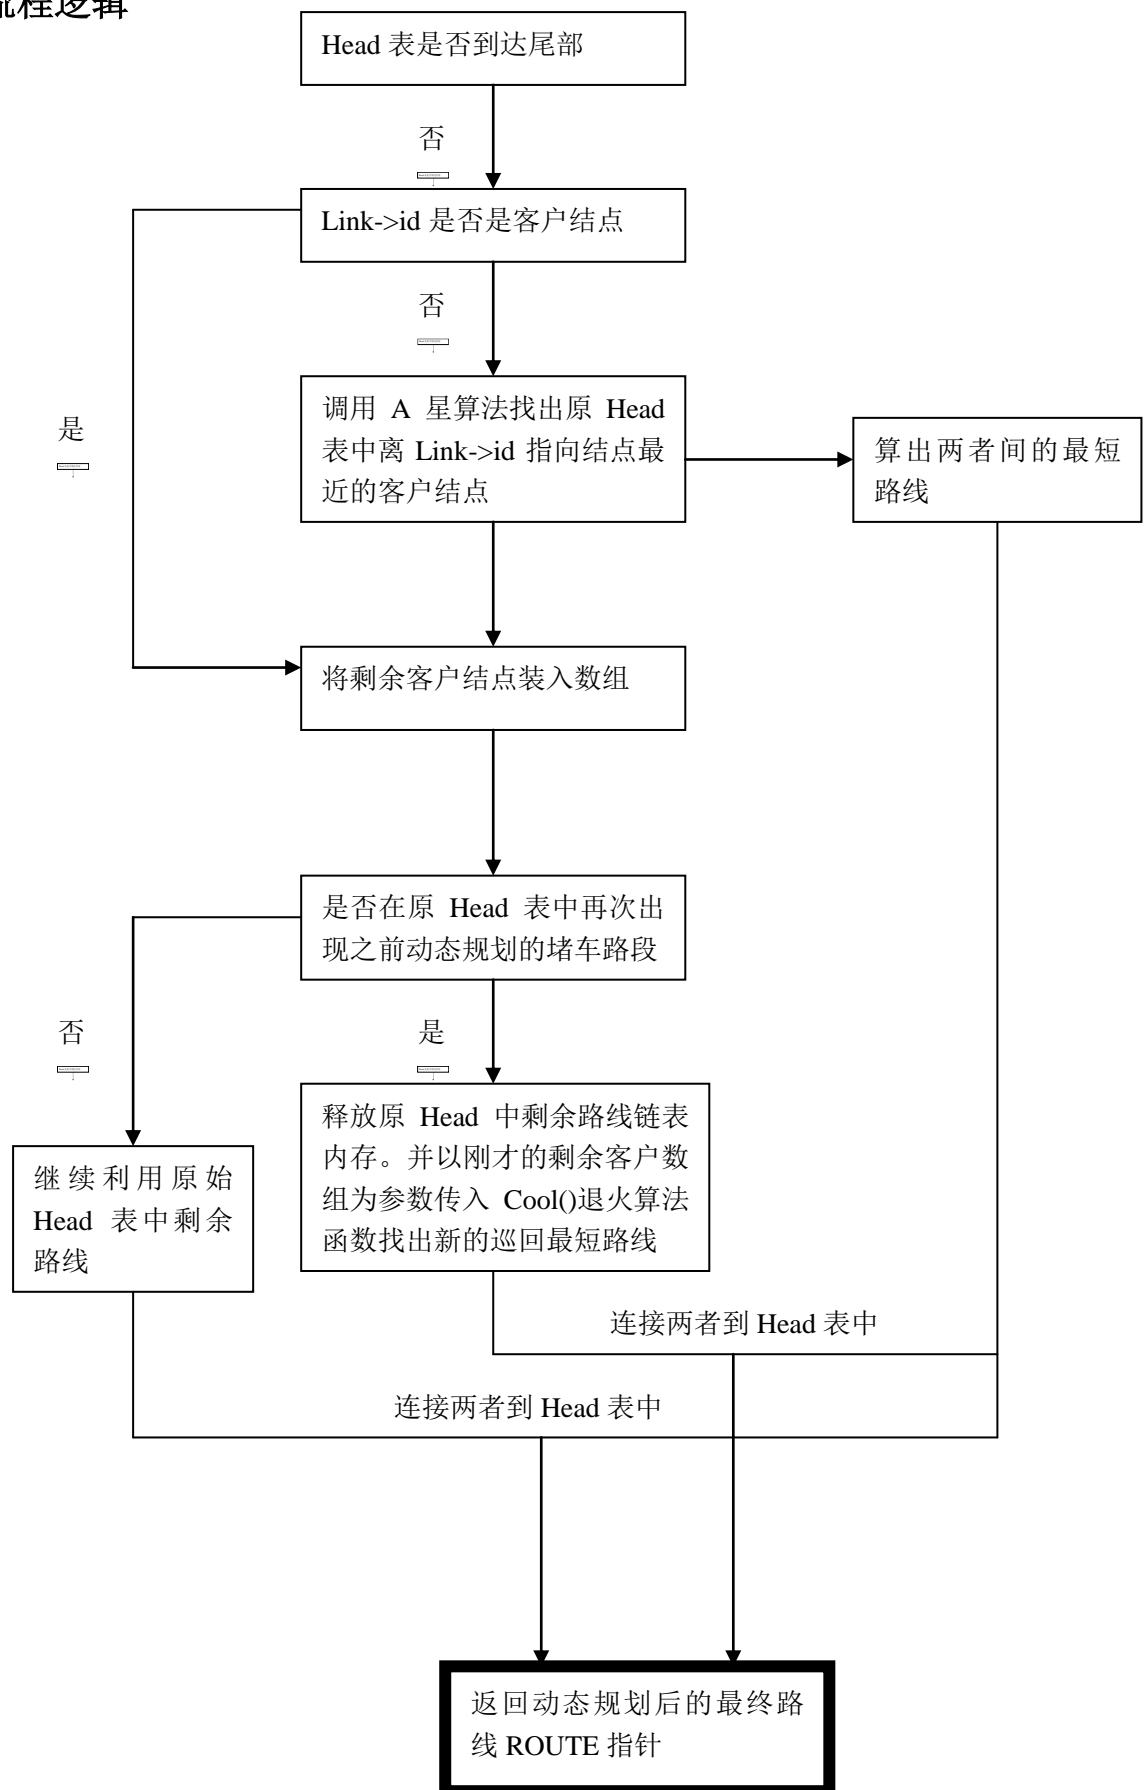 流程逻辑
Head 表是否到达尾部
否
Link->id 是否是客户结点
否
是
调用 A 星算法找出原 Head
表中离 Link->id 指向结点最
近的客户结点
算出两者间的最短
路线
将剩余客户结点装入数组
是否在原 Head 表中再次出
现之前动态规划的堵车路段
否
是
释放原 Head 中剩余路线链表
内存。并以刚才的剩余客户数
组为参数传入 Cool()退火算法
函数找出新的巡回最短路线
继续利用原始
Head 表中剩余
路线
连接两者到 Head 表中
连接两者到 Head 表中
返回动态规划后的最终路
线 ROUTE 指针